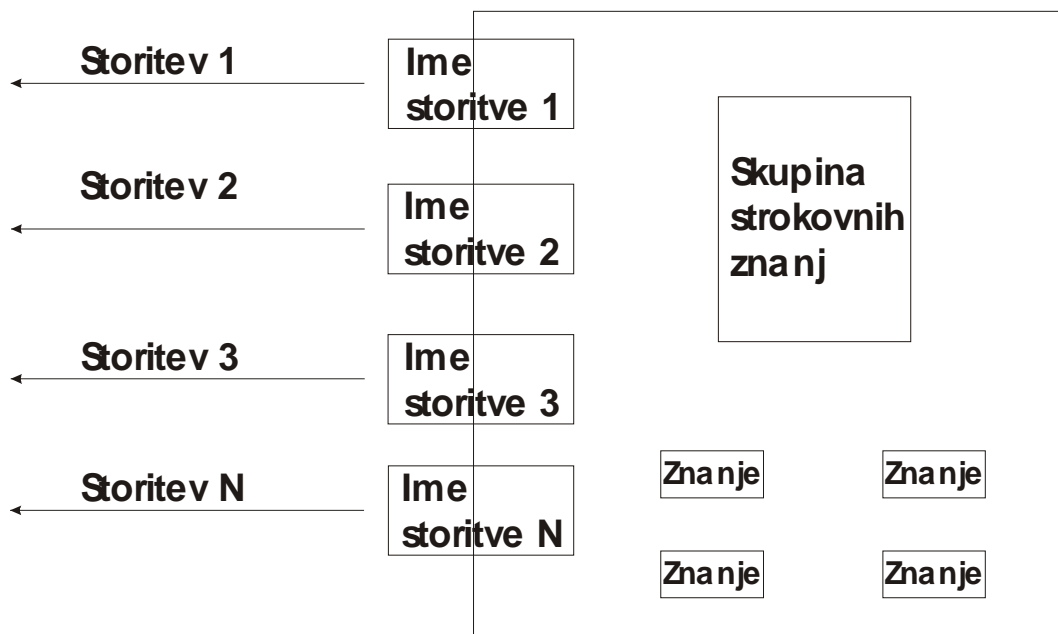 Storitev 1
Ime
storitve 1
Storitev 2
Ime
storitve 2
Skupina
strokovnih
znanj
Storitev 3
Ime
storitve 3
Storitev N
Ime
storitve N
Znanje
Znanje
Znanje
Znanje